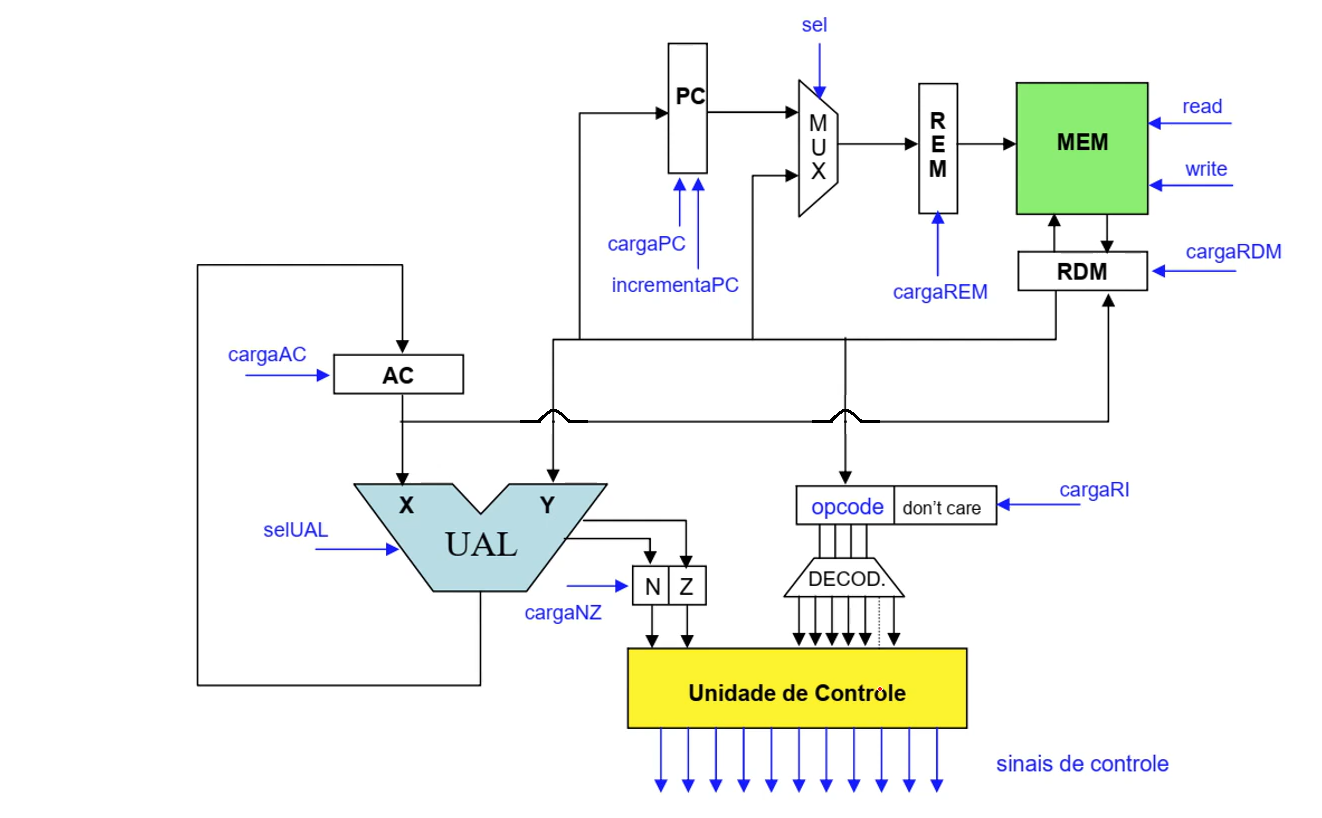 sel
PC
M
U
X
R
E
M
MEM
read
write
cargaPC
incrementaPC
cargaREM
RDM
cargaRDM
cargaAC
AC
X
Y
UAL
selUAL
opcode
don't care
cargaRI
DECOD.
N
Z
cargaNZ
Unidade de Controle
sinais de controle